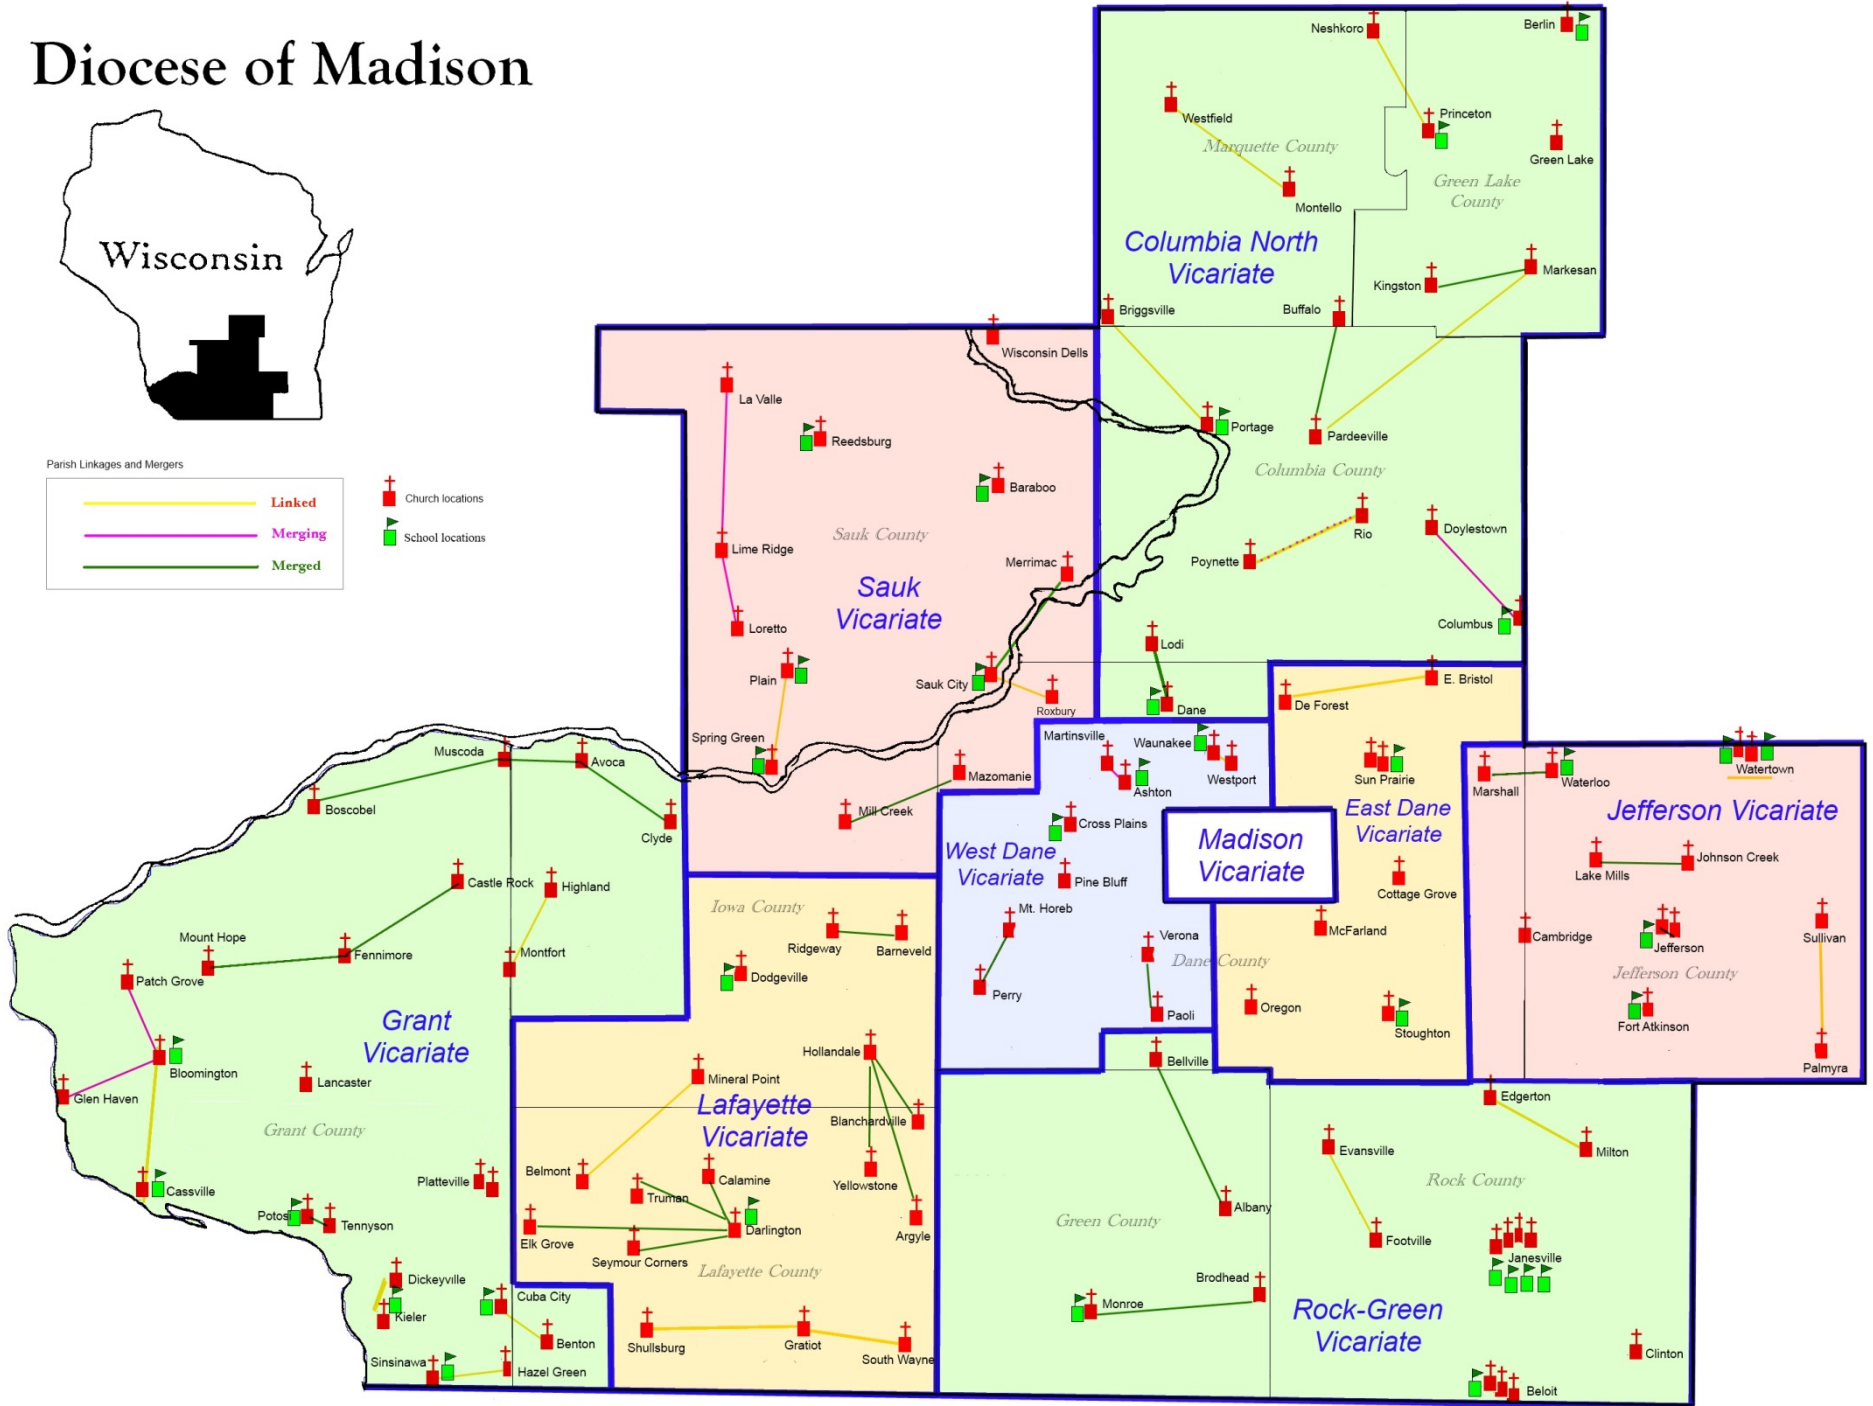 Diocese of Madison
Wisconsin
Parish Linkages and Mergers
Linked
Merging
Merged
Church locations
School locations
Neshkoro
Berlin
Westfield
Princeton
Marquette County
Green Lake
Green Lake
County
Montello
Columbia North
Vicariate
Kingston
Markesan
Briggsville
Buffalo
Wisconsin Dells
La Valle
Reedsburg
Portage
Pardeeville
Columbia County
Baraboo
Sauk County
Rio
Doylestown
Lime Ridge
Merrimac
Poynette
Sauk
Vicariate
Loretto
Columbus
Lodi
Plain
Sauk City
Roxbury
Dane
E. Bristol
De Forest
Spring Green
Martinsville
Waunakee
Westport
Ashton
Mazomanie
Mill Creek
Sun Prairie
Marshall
Waterloo
Watertown
Muscoda
Avoca
Boscobel
Clyde
Cross Plains
Madison
Vicariate
East Dane
Vicariate
Jefferson Vicariate
West Dane
Vicariate
Pine Bluff
Lake Mills
Johnson Creek
Castle Rock
Highland
Cottage Grove
Iowa County
Mt. Horeb
McFarland
Cambridge
Jefferson
Sullivan
Mount Hope
Fennimore
Montfort
Ridgeway
Barneveld
Verona
Dane County
Jefferson County
Patch Grove
Dodgeville
Perry
Paoli
Oregon
Stoughton
Fort Atkinson
Grant
Vicariate
Hollandale
Bellville
Palmyra
Bloomington
Lancaster
Mineral Point
Glen Haven
Edgerton
Lafayette
Vicariate
Blanchardville
Grant County
Evansville
Milton
Belmont
Calamine
Yellowstone
Rock County
Cassville
Platteville
Truman
Albany
Potosi
Tennyson
Darlington
Argyle
Green County
Footville
Elk Grove
Seymour Corners
Janesville
Lafayette County
Dickeyville
Kieler
Cuba City
Brodhead
Monroe
Rock-Green
Vicariate
Benton
Shullsburg
Gratiot
South Wayne
Clinton
Sinsinawa
Hazel Green
Beloit